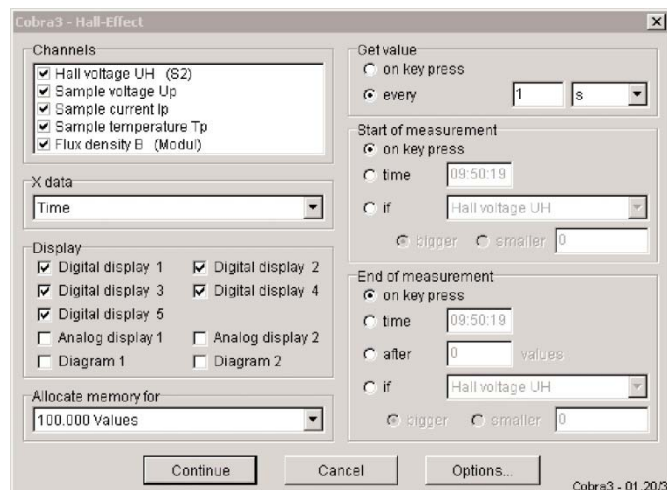 Cobra3 - Hall-Effect
Channels
Hall voltage UH (S2)
Sample voltage Up
Sample current Ip
Sample temperature Tp
Flux density B (Modul)
X data
Time
Display
Digital display 1
Digital display 2
Digital display 3
Digital display 4
Digital display 5
Analog display 1
Analog display 2
Diagram 1
Diagram 2
Allocate memory for
100.000 Values
Get value
on key press
every 1 s
Start of measurement
on key press
time 09:50:19
if Hall voltage UH
bigger smaller 0
End of measurement
on key press
time 09:50:19
after 0 values
if Hall voltage UH
bigger smaller 0
Continue
Cancel
Options...
Cobra3 - 01.20/3